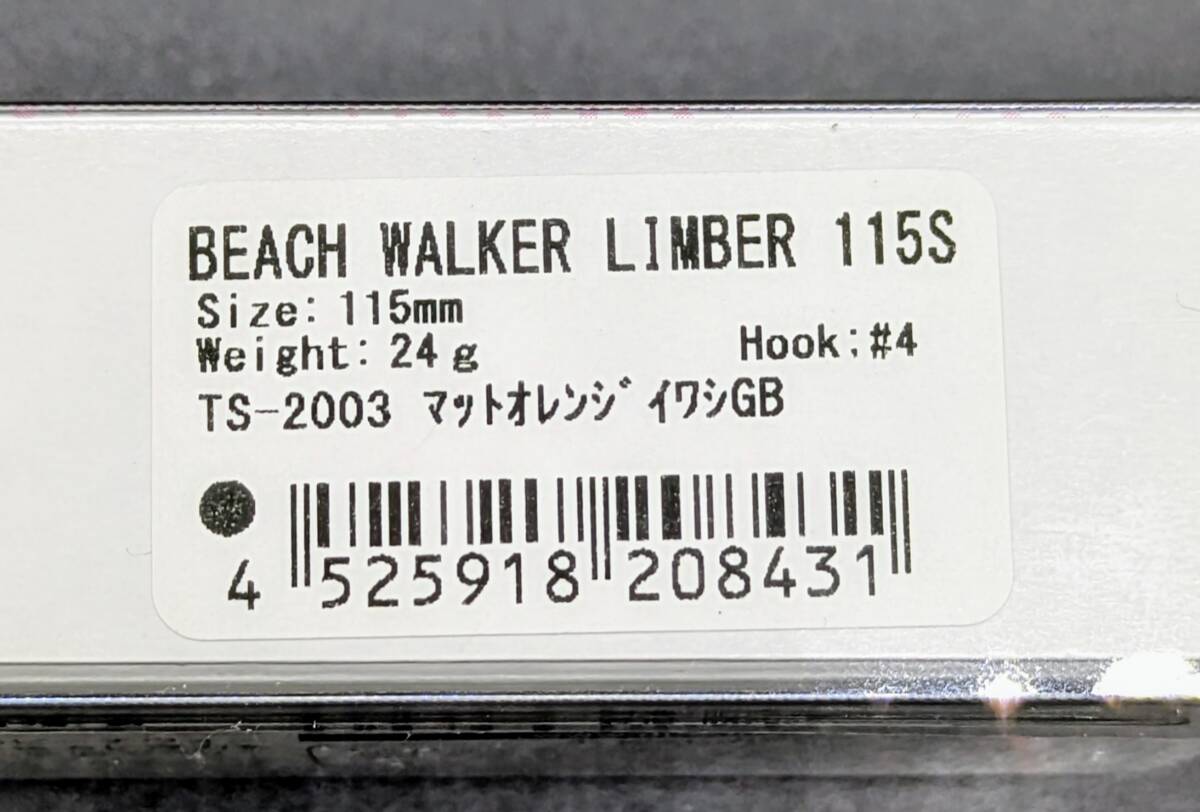 BEACH WALKER LIMBER 115S
Size: 115mm
Weight: 24g Hook:#4
TS-2003 ﾏｯﾄｵﾚﾝｼﾞｲﾜｼGB
4 525918 208431